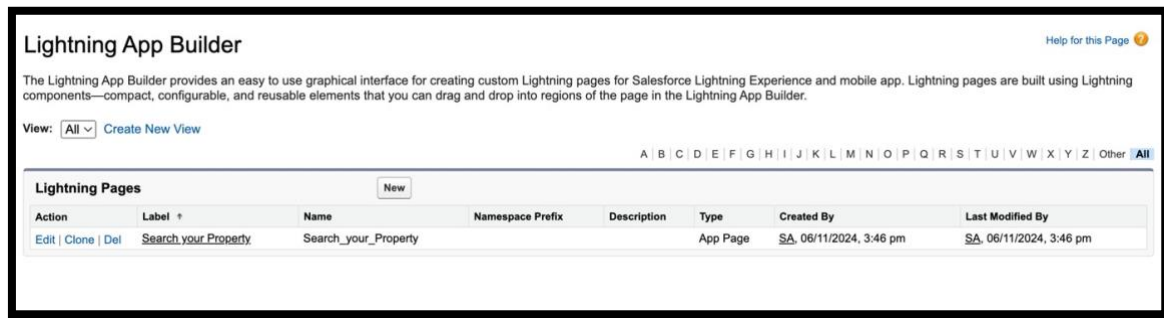 Lightning App Builder
Help for this Page ?
The Lightning App Builder provides an easy to use graphical interface for creating custom Lightning pages for Salesforce Lightning Experience and mobile app. Lightning pages are built using Lightning
components—compact, configurable, and reusable elements that you can drag and drop into regions of the page in the Lightning App Builder.
View: All Create New View
A | B | C | D | E | F | G | H | I | J | K | L | M | N | O | P | Q | R | S | T | U | V | W | X | Y | Z | Other | All
Lightning Pages New
Action Label ↑ Name Namespace Prefix Description Type Created By Last Modified By
Edit | Clone | Del Search your Property Search_your_Property App Page SA, 06/11/2024, 3:46 pm SA, 06/11/2024, 3:46 pm